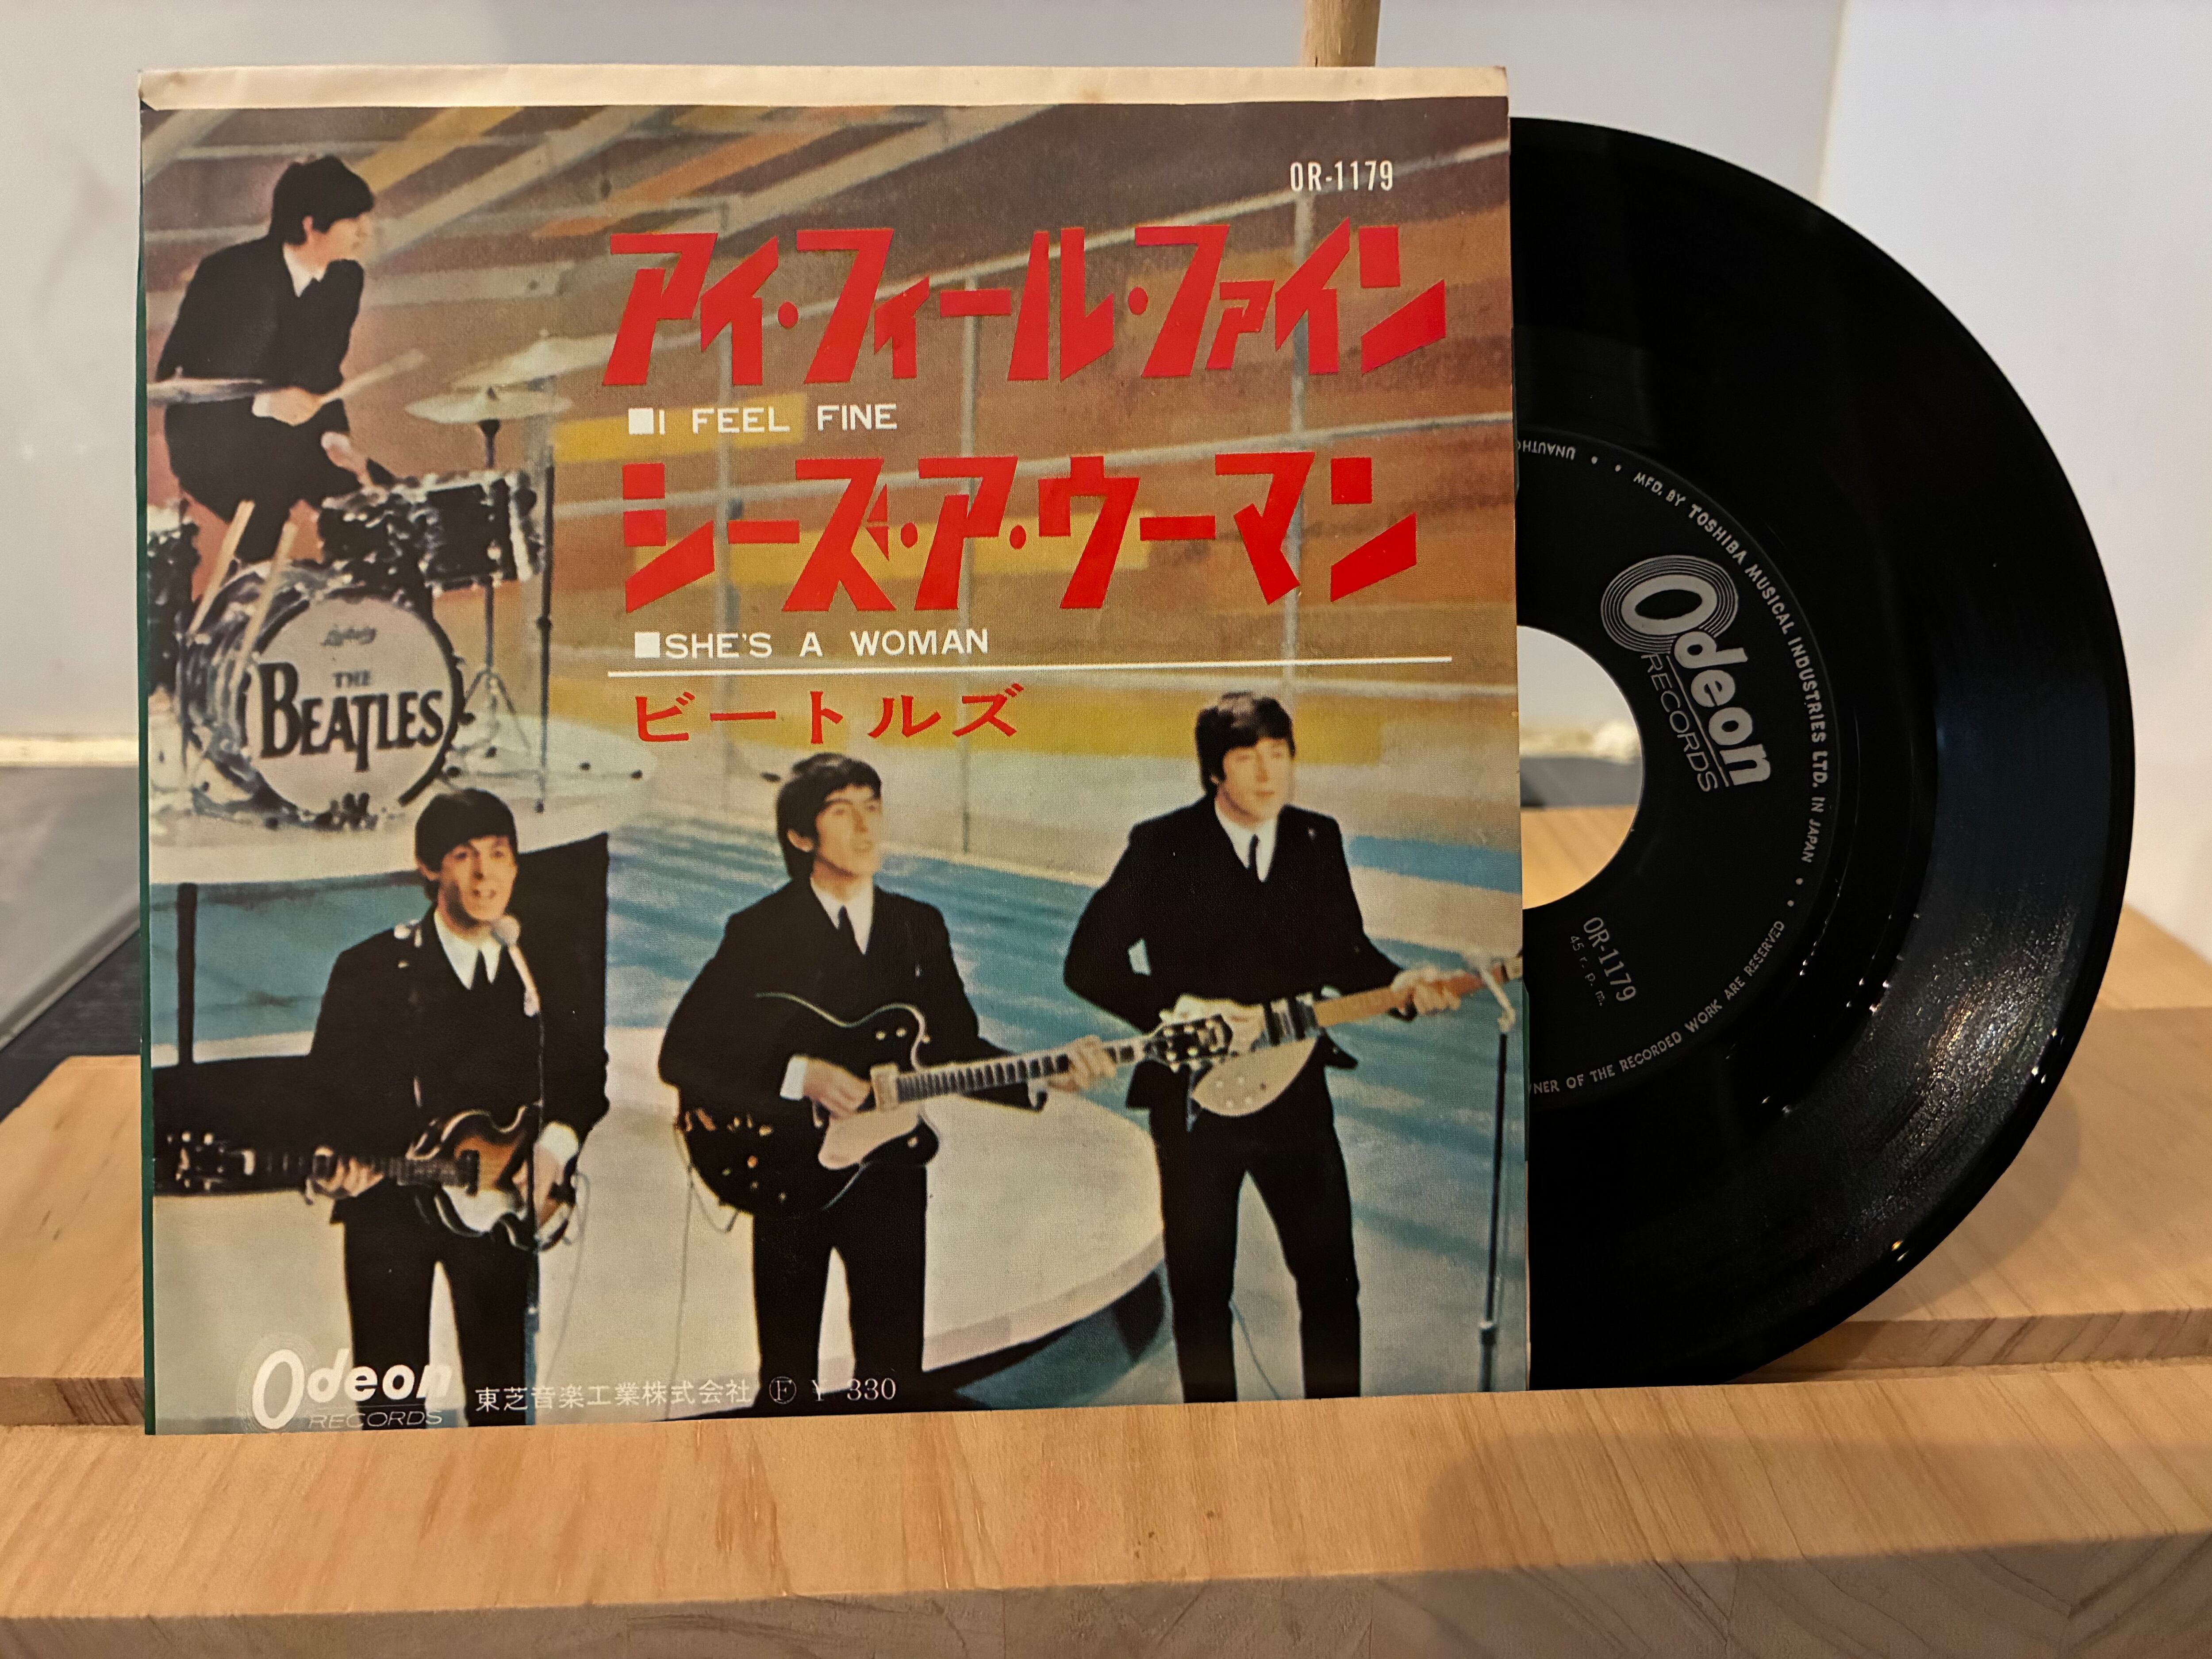 OR-1179
アイ・フィール・ファイン
■I FEEL FINE
シーズ・ア・ウーマン
■SHE'S A WOMAN
ビートルズ
Ludwig
THE
BEATLES
Odeon
RECORDS
東芝音楽工業株式会社 Ⓕ ¥ 330
MFD. BY TOSHIBA MUSICAL INDUSTRIES LTD. IN JAPAN
Odeon
RECORDS
OR-1179
45 r. p. m.
OF THE RECORDED WORK ARE RESERVED